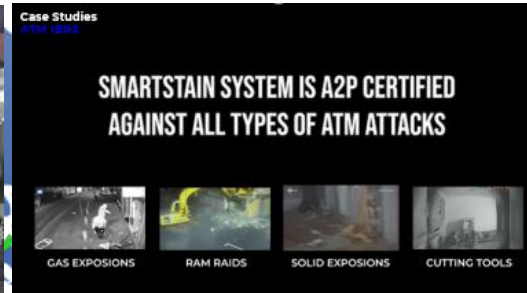 Case Studies
ATM IBNS
SMARTSTAIN SYSTEM IS A2P CERTIFIED
AGAINST ALL TYPES OF ATM ATTACKS
GAS EXPOSIONS
RAM RAIDS
SOLID EXPOSIONS
CUTTING TOOLS